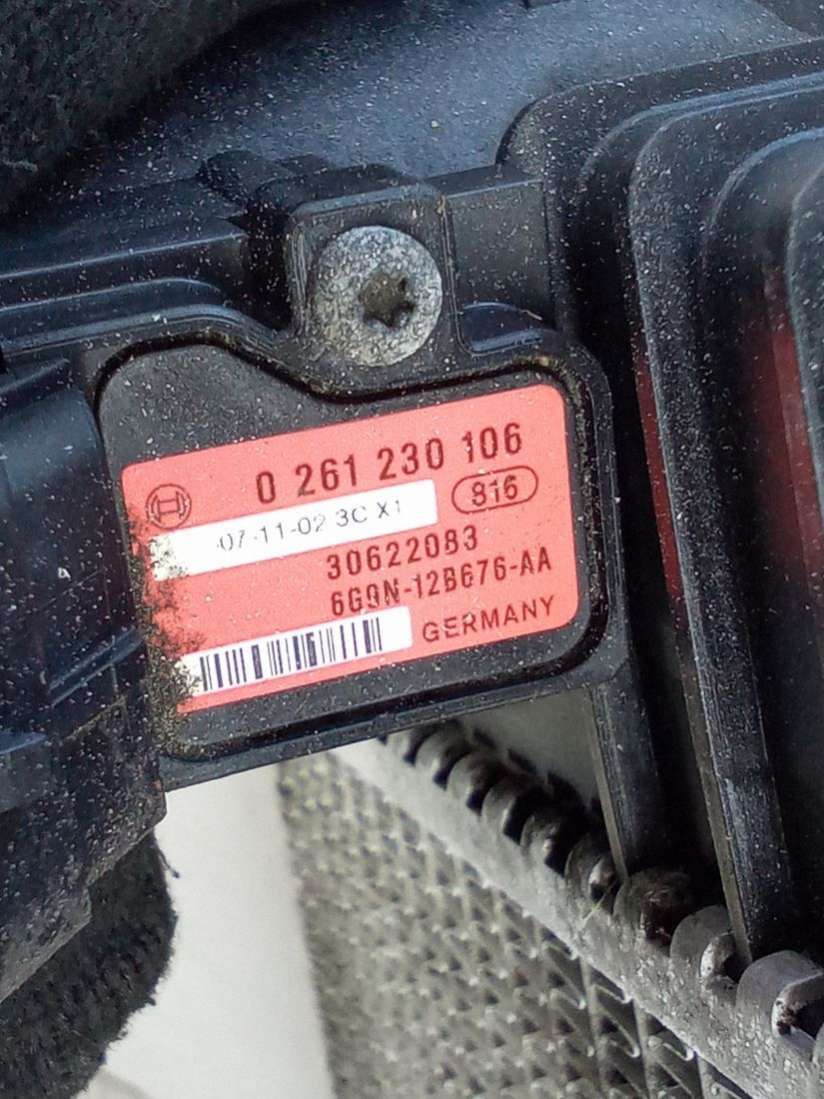 0 261 230 106
816
07-11-02 3C X1
30622083
6G9N-12B676-AA
GERMANY